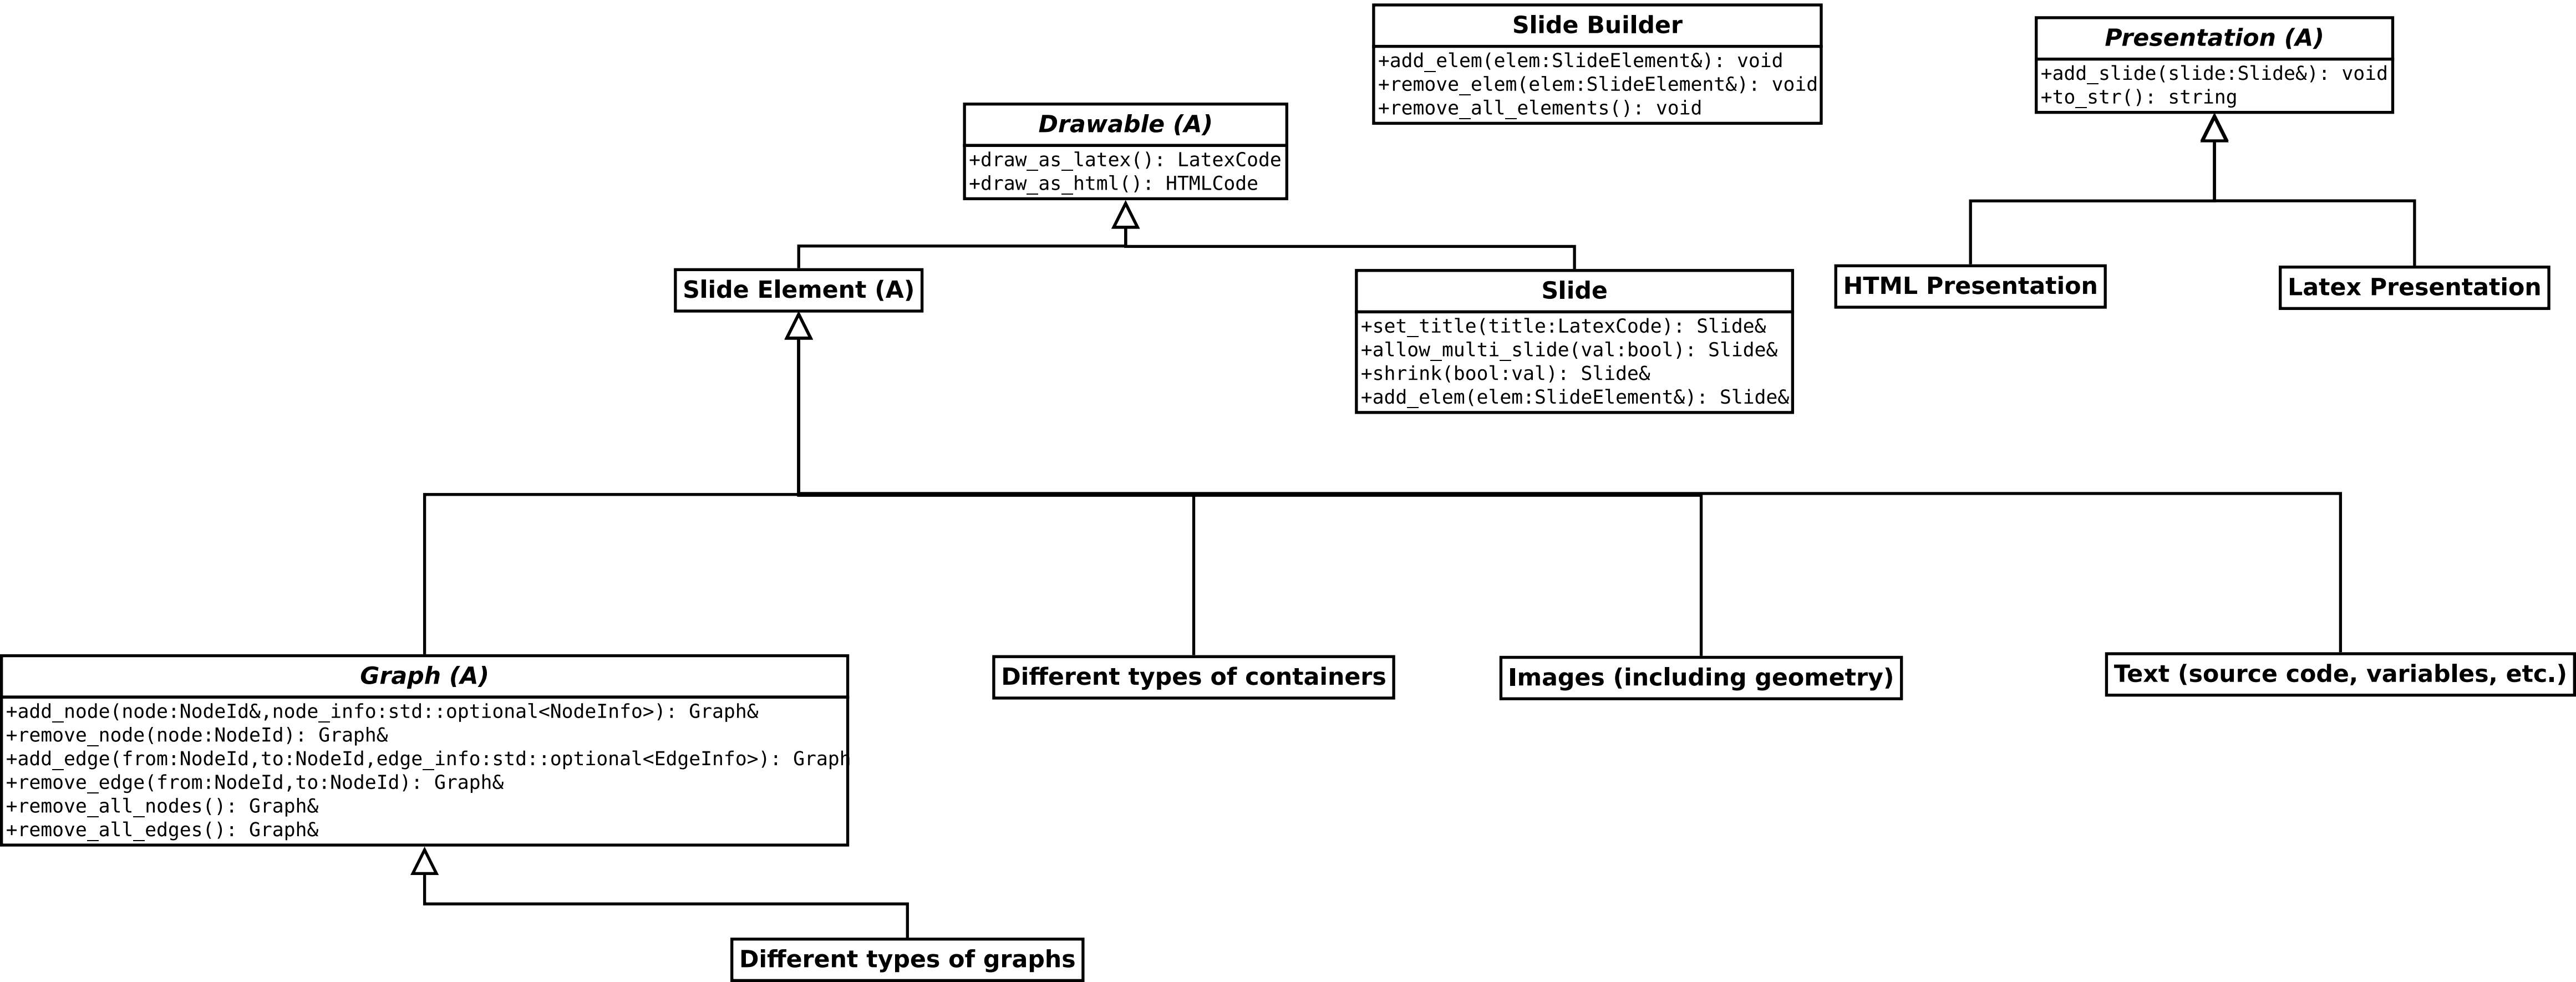 Slide Builder
+add_elem(elem:SlideElement&): void
+remove_elem(elem:SlideElement&): void
+remove_all_elements(): void
Presentation (A)
+add_slide(slide:Slide&): void
+to_str(): string
Drawable (A)
+draw_as_latex(): LatexCode
+draw_as_html(): HTMLCode
Slide Element (A)
Slide
+set_title(title:LatexCode): Slide&
+allow_multi_slide(val:bool): Slide&
+shrink(bool:val): Slide&
+add_elem(elem:SlideElement&): Slide&
HTML Presentation
Latex Presentation
Graph (A)
+add_node(node:NodeId&,node_info:std::optional<NodeInfo>): Graph&
+remove_node(node:NodeId): Graph&
+add_edge(from:NodeId,to:NodeId,edge_info:std::optional<EdgeInfo>): Graph
+remove_edge(from:NodeId,to:NodeId): Graph&
+remove_all_nodes(): Graph&
+remove_all_edges(): Graph&
Different types of containers
Images (including geometry)
Text (source code, variables, etc.)
Different types of graphs